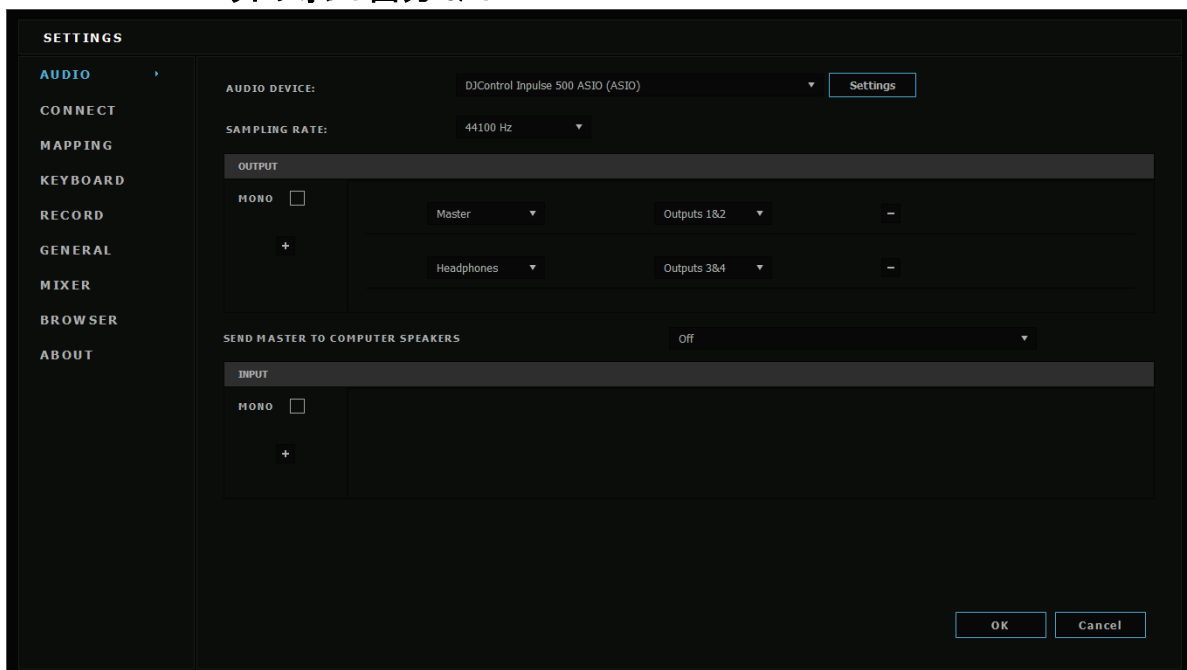 SETTINGS
AUDIO
CONNECT
MAPPING
KEYBOARD
RECORD
GENERAL
MIXER
BROWSER
ABOUT
AUDIO DEVICE: DJControl Inpulse 500 ASIO (ASIO) Settings
SAMPLING RATE: 44100 Hz
OUTPUT
MONO
+
Master Outputs 1&2 −
Headphones Outputs 3&4 −
SEND MASTER TO COMPUTER SPEAKERS Off
INPUT
MONO
+
OK Cancel